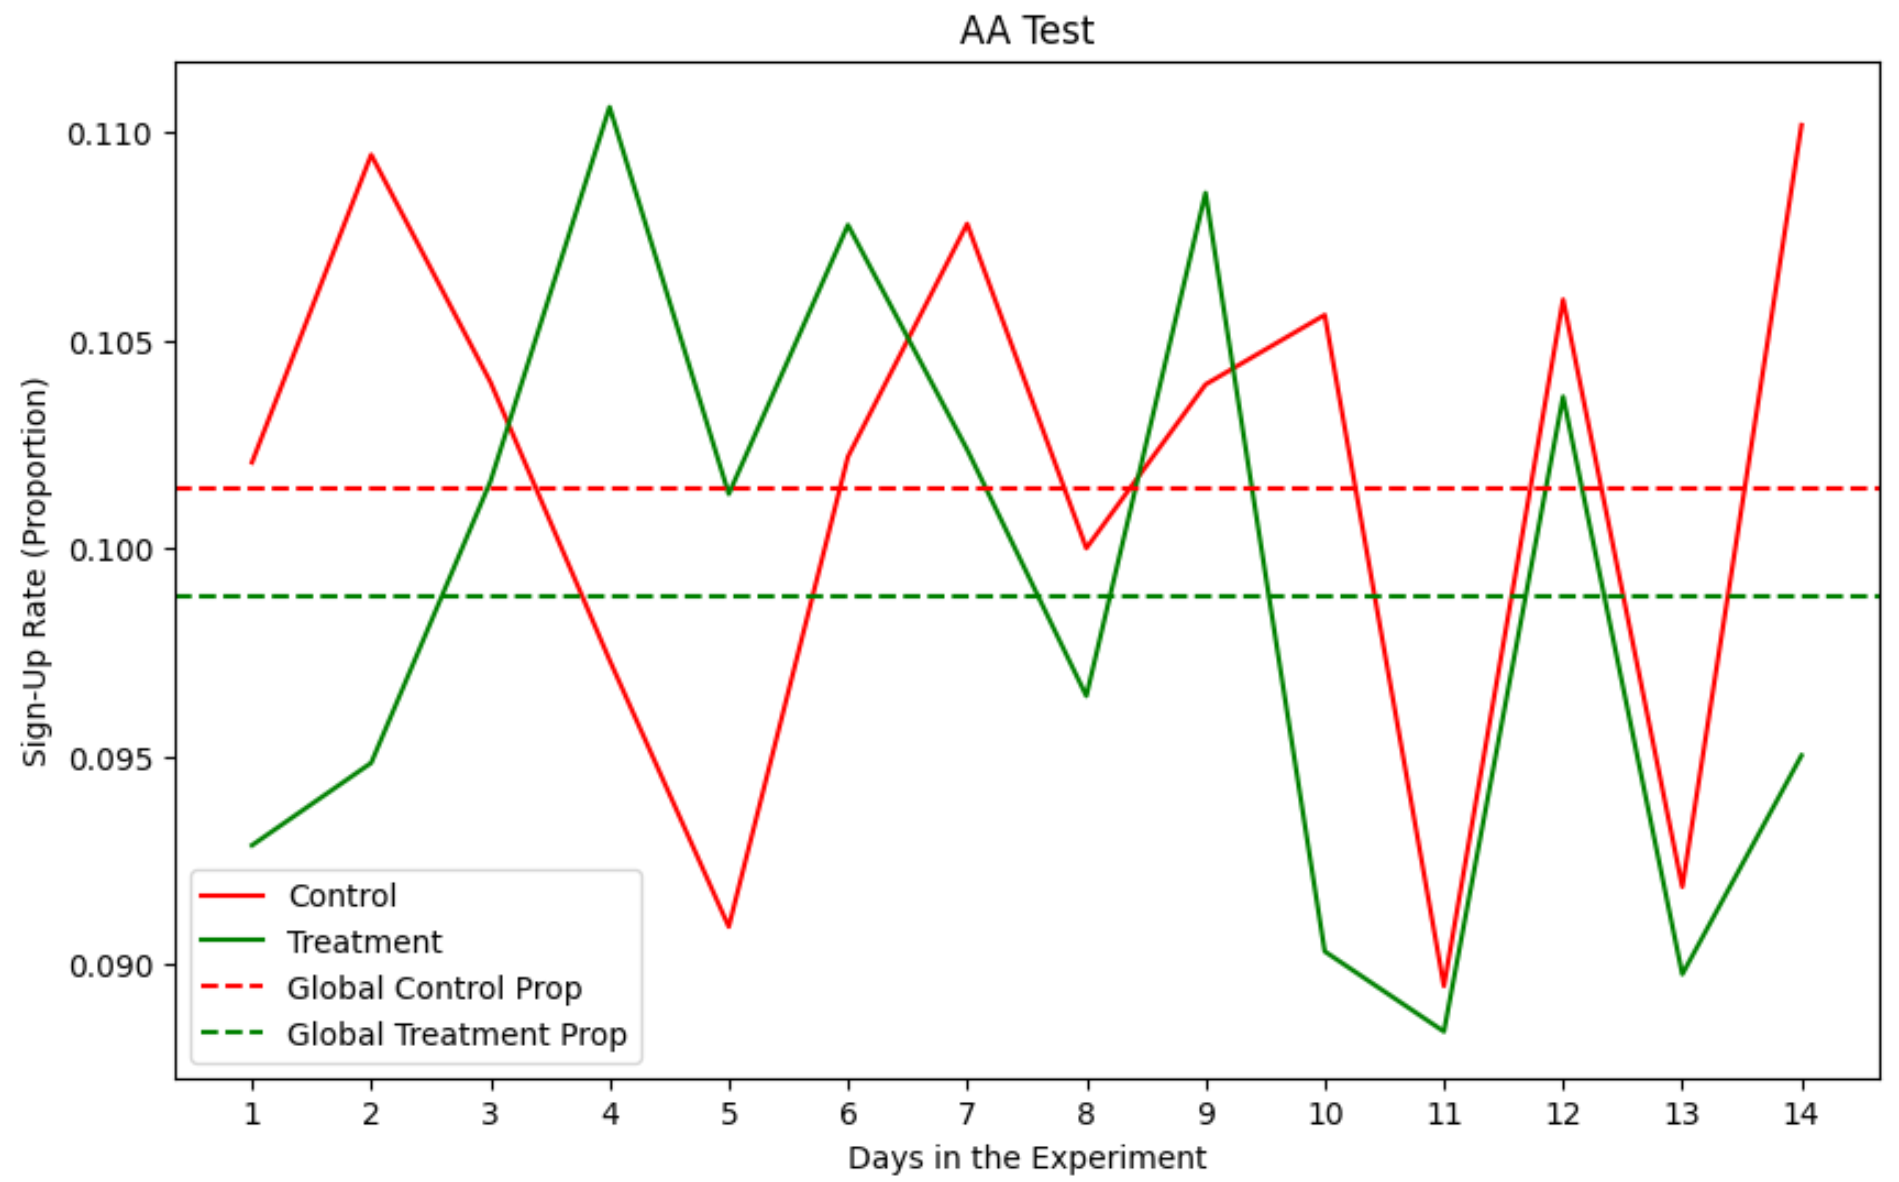 AA Test
0.110
0.105
0.100
0.095
0.090
Sign-Up Rate (Proportion)
Control
Treatment
Global Control Prop
Global Treatment Prop
1 2 3 4 5 6 7 8 9 10 11 12 13 14
Days in the Experiment